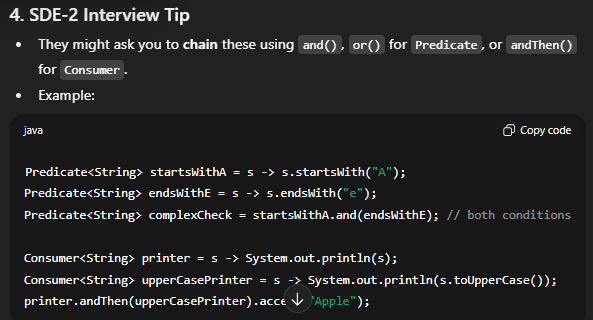 4. SDE-2 Interview Tip
• They might ask you to chain these using and(), or() for Predicate, or andThen()
for Consumer.
• Example:
java
Copy code
Predicate<String> startsWithA = s -> s.startsWith("A");
Predicate<String> endsWithE = s -> s.endsWith("e");
Predicate<String> complexCheck = startsWithA.and(endsWithE); // both conditions
Consumer<String> printer = s -> System.out.println(s);
Consumer<String> upperCasePrinter = s -> System.out.println(s.toUpperCase());
printer.andThen(upperCasePrinter).acce "Apple");